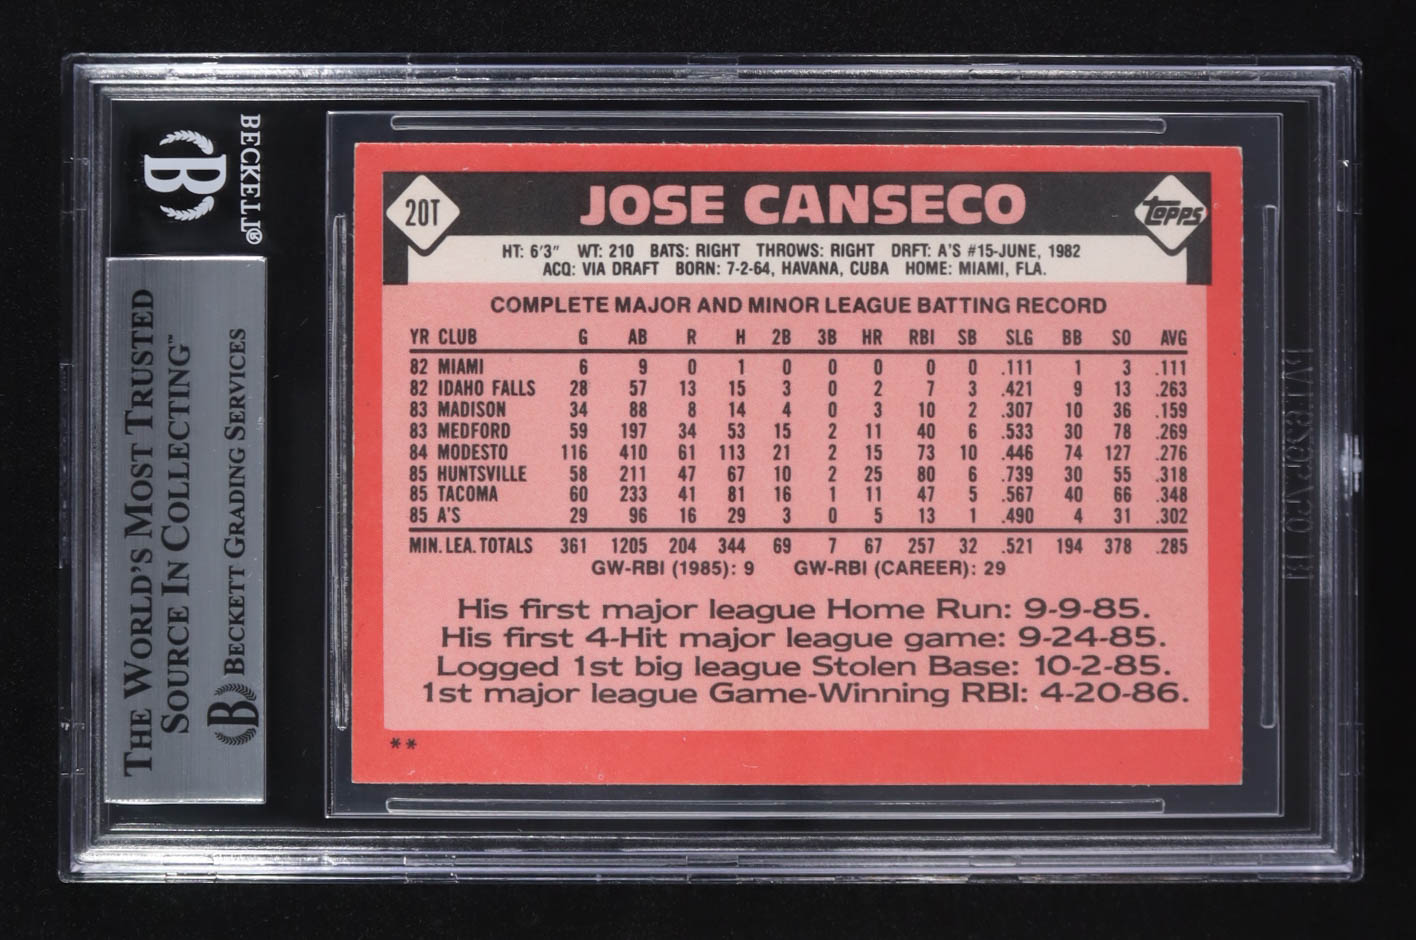 BECKETT®
B
THE WORLD'S MOST TRUSTED
SOURCE IN COLLECTING™
B BECKETT GRADING SERVICES
20T
JOSE CANSECO
topps
HT: 6'3" WT: 210 BATS: RIGHT THROWS: RIGHT DRFT: A'S #15-JUNE, 1982
ACQ: VIA DRAFT BORN: 7-2-64, HAVANA, CUBA HOME: MIAMI, FLA.
COMPLETE MAJOR AND MINOR LEAGUE BATTING RECORD
YR CLUB G AB R H 2B 3B HR RBI SB SLG BB SO AVG
82 MIAMI 6 9 0 1 0 0 0 0 0 .111 1 3 .111
82 IDAHO FALLS 28 57 13 15 3 0 2 7 3 .421 9 13 .263
83 MADISON 34 88 8 14 4 0 3 10 2 .307 10 36 .159
83 MEDFORD 59 197 34 53 15 2 11 40 6 .533 30 78 .269
84 MODESTO 116 410 61 113 21 2 15 73 10 .446 74 127 .276
85 HUNTSVILLE 58 211 47 67 10 2 25 80 6 .739 30 55 .318
85 TACOMA 60 233 41 81 16 1 11 47 5 .567 40 66 .348
85 A'S 29 96 16 29 3 0 5 13 1 .490 4 31 .302
MIN. LEA. TOTALS 361 1205 204 344 69 7 67 257 32 .521 194 378 .285
GW-RBI (1985): 9 GW-RBI (CAREER): 29
His first major league Home Run: 9-9-85.
His first 4-Hit major league game: 9-24-85.
Logged 1st big league Stolen Base: 10-2-85.
1st major league Game-Winning RBI: 4-20-86.
**